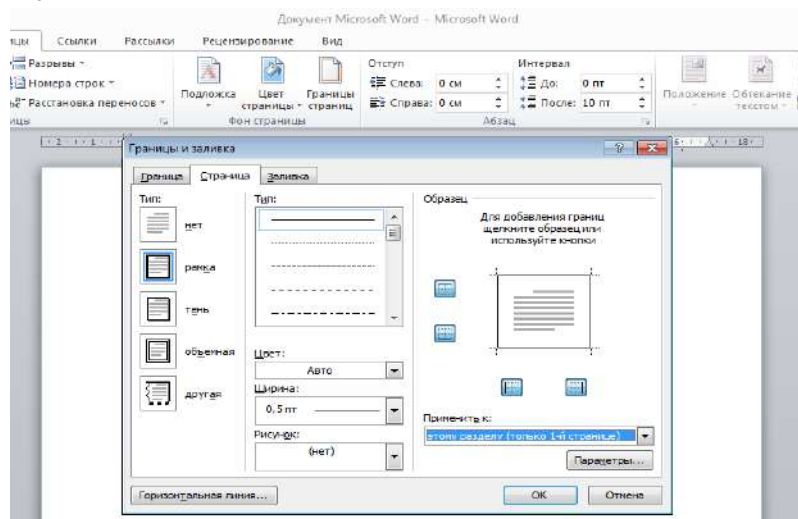 Документ Microsoft Word - Microsoft Word
Ссылки Рассылки Рецензирование Вид
Разрывы
Номера строк
Расстановка переносов
Подложка
Цвет страницы
Границы страниц
Фон страницы
Отступ
Слева: 0 см
Справа: 0 см
Интервал
До: 0 пт
После: 10 пт
Абзац
Положение
Обтекание текстом
Границы и заливка
Граница Страница Заливка
Тип:
нет
рамка
тень
объемная
другая
Тип:
Цвет:
Авто
Ширина:
0,5 пт
Рисунок:
(нет)
Образец
Для добавления границ
щелкните образец или
используйте кнопки
Применить к:
этому разделу (только 1-й странице)
Параметры...
Горизонтальная линия...
ОК Отмена